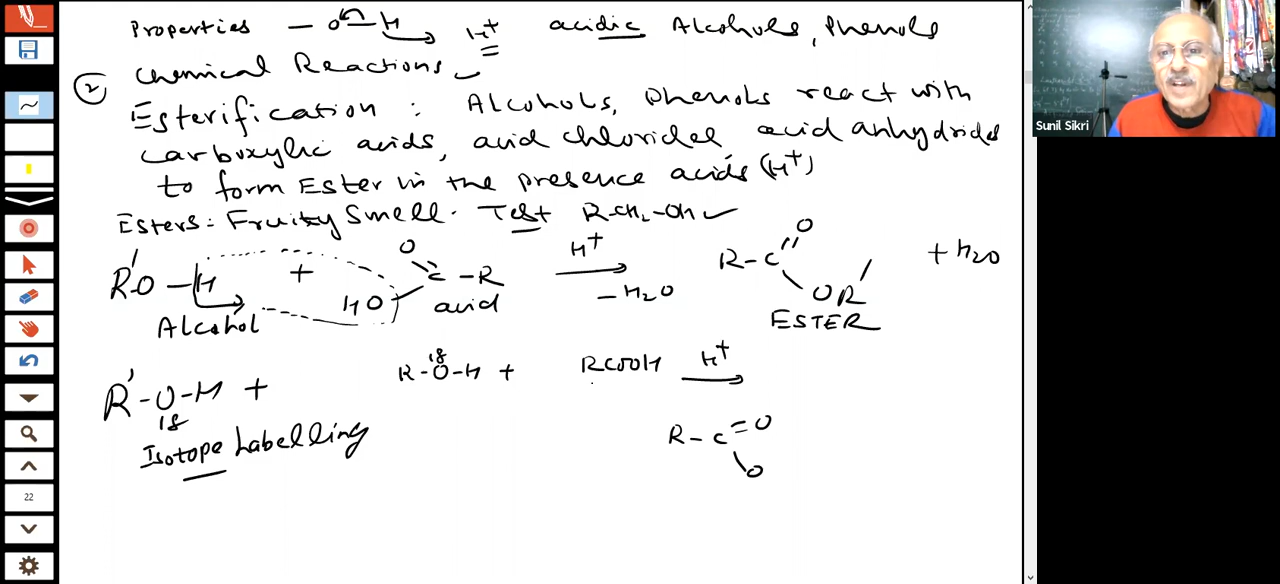 Properties — O—H → H+ acidic Alcohols, Phenols
② Chemical Reactions
Esterification : Alcohols, phenols react with
carboxylic acids, acid chlorides acid anhydrides
to form Ester in the presence acids (H+)
Esters: Fruity Smell. Test R-CH2-OH ✓
R'O—H + HO-C(=O)-R H+ → -H2O R-C(=O)-OR' + H2O
Alcohol acid ESTER
R'-O-H + R-O-H + RCOOH H+ →
18 18
Isotope Labelling R-C=O
O
22
Sunil Sikri